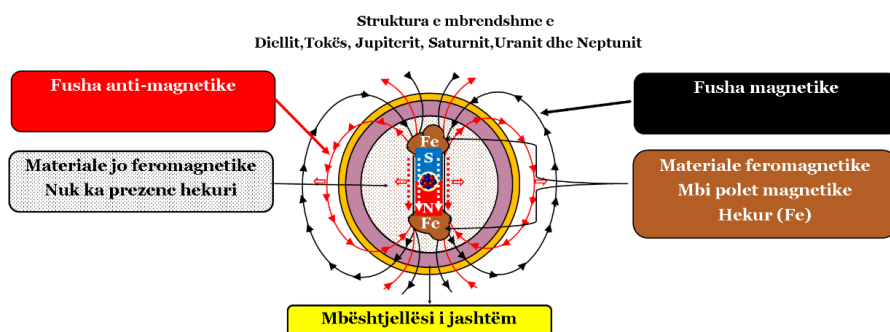 Struktura e mbrendshme e
Diellit,Tokës, Jupiterit, Saturnit,Uranit dhe Neptunit
Fusha anti-magnetike
Fusha magnetike
Materiale jo feromagnetike
Nuk ka prezenc hekuri
Fe
S
N
Fe
Materiale feromagnetike
Mbi polet magnetike
Hekur (Fe)
Mbështjellësi i jashtëm